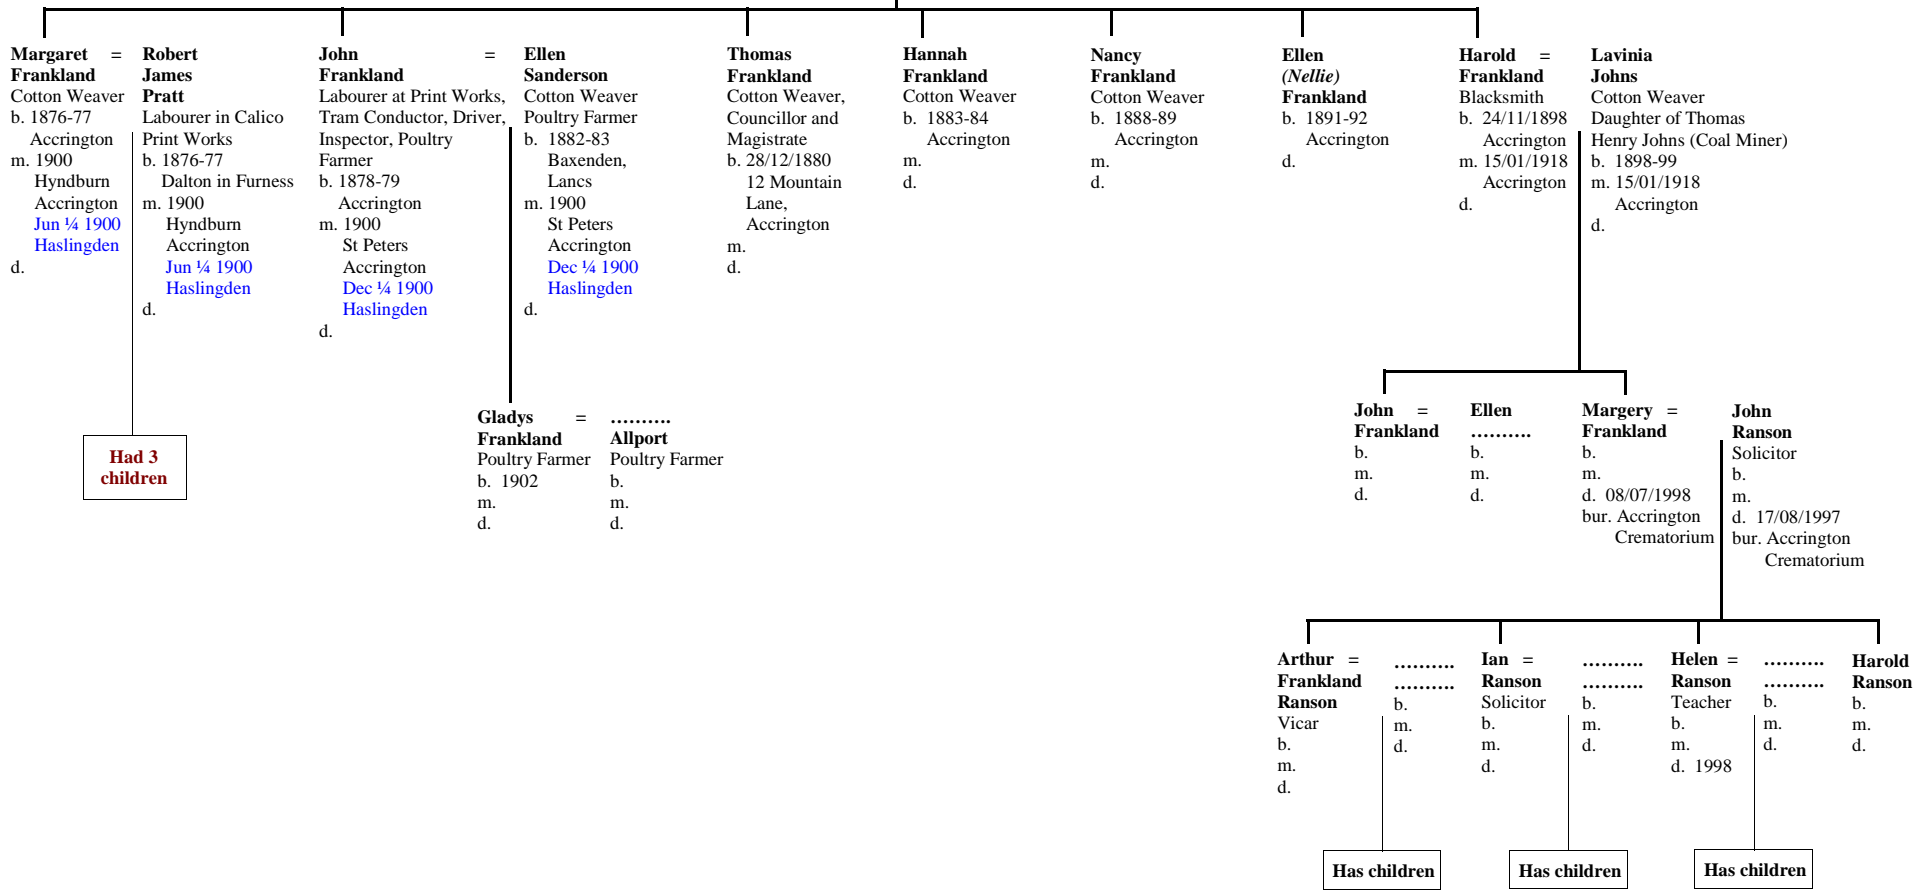 Margaret =
Frankland
Cotton Weaver
b. 1876-77
Accrington
m. 1900
Hyndburn
Accrington
Jun ¼ 1900
Haslingden
d.
Robert
James
Pratt
Labourer in Calico
Print Works
b. 1876-77
Dalton in Furness
m. 1900
Hyndburn
Accrington
Jun ¼ 1900
Haslingden
d.
John =
Frankland
Labourer at Print Works,
Tram Conductor, Driver,
Inspector, Poultry
Farmer
b. 1878-79
Accrington
m. 1900
St Peters
Accrington
Dec ¼ 1900
Haslingden
d.
Ellen
Sanderson
Cotton Weaver
Poultry Farmer
b. 1882-83
Baxenden,
Lancs
m. 1900
St Peters
Accrington
Dec ¼ 1900
Haslingden
d.
Thomas
Frankland
Cotton Weaver,
Councillor and
Magistrate
b. 28/12/1880
12 Mountain
Lane,
Accrington
m.
d.
Hannah
Frankland
Cotton Weaver
b. 1883-84
Accrington
m.
d.
Nancy
Frankland
Cotton Weaver
b. 1888-89
Accrington
m.
d.
Ellen
(Nellie)
Frankland
b. 1891-92
Accrington
d.
Harold =
Frankland
Blacksmith
b. 24/11/1898
Accrington
m. 15/01/1918
Accrington
d.
Lavinia
Johns
Cotton Weaver
Daughter of Thomas
Henry Johns (Coal Miner)
b. 1898-99
m. 15/01/1918
Accrington
d.
Had 3
children
Gladys =
Frankland
Poultry Farmer
b. 1902
m.
d.
……….
Allport
Poultry Farmer
b.
m.
d.
John =
Frankland
b.
m.
d.
Ellen
……….
b.
m.
d.
Margery =
Frankland
b.
m.
d. 08/07/1998
bur. Accrington
Crematorium
John
Ranson
Solicitor
b.
m.
d. 17/08/1997
bur. Accrington
Crematorium
Arthur =
Frankland
Ranson
Vicar
b.
m.
d.
……….
……….
b.
m.
d.
Ian =
Ranson
Solicitor
b.
m.
d.
……….
……….
b.
m.
d.
Helen =
Ranson
Teacher
b.
m.
d. 1998
……….
……….
b.
m.
d.
Harold
Ranson
b.
m.
d.
Has children
Has children
Has children